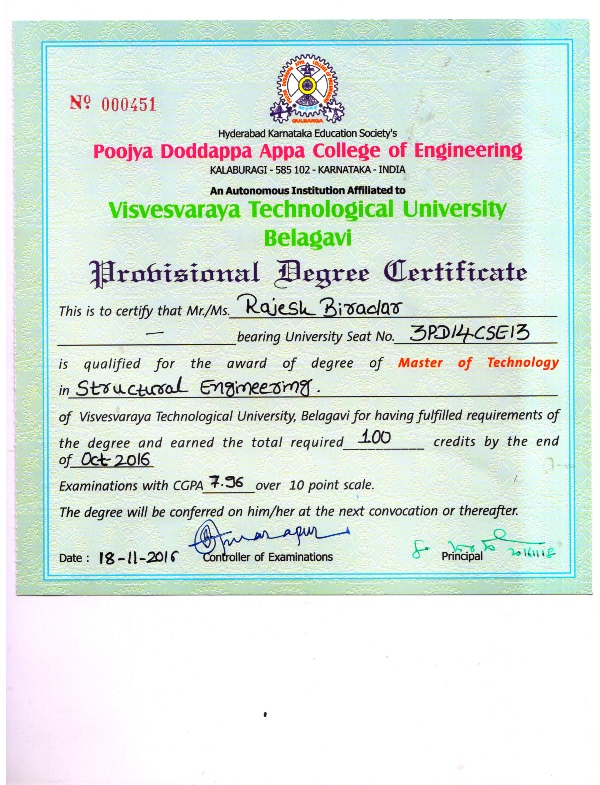 Nº 000451
GULBARGA
Hyderabad Karnataka Education Society's
Poojya Doddappa Appa College of Engineering
KALABURAGI - 585 102 - KARNATAKA - INDIA
An Autonomous Institution Affiliated to
Visvesvaraya Technological University
Belagavi
Provisional Degree Certificate
This is to certify that Mr./Ms. Rajesh Biradar
— bearing University Seat No. 3PD14CSE13
is qualified for the award of degree of Master of Technology
in Structural Engineering.
of Visvesvaraya Technological University, Belagavi for having fulfilled requirements of
the degree and earned the total required 100 credits by the end
of Oct-2016
Examinations with CGPA 7.96 over 10 point scale.
The degree will be conferred on him/her at the next convocation or thereafter.
Date : 18-11-2016 Controller of Examinations Principal 20161118